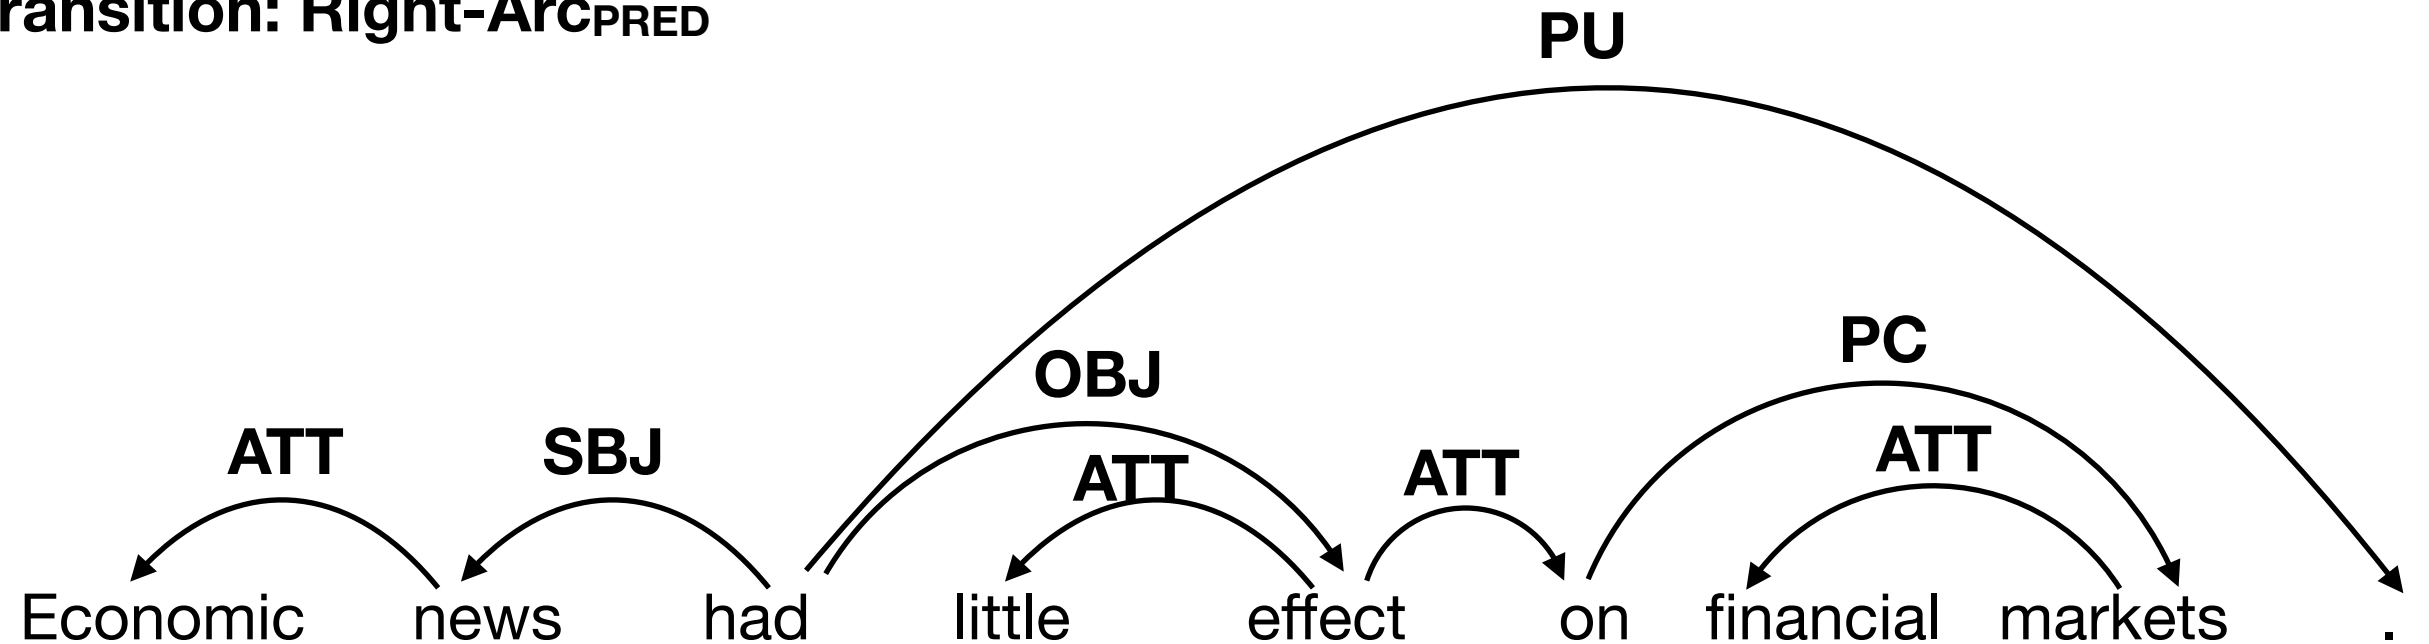 ransition: Right-ArcPRED
PU
PC
OBJ
ATT SBJ ATT ATT ATT
Economic news had little effect on financial markets .